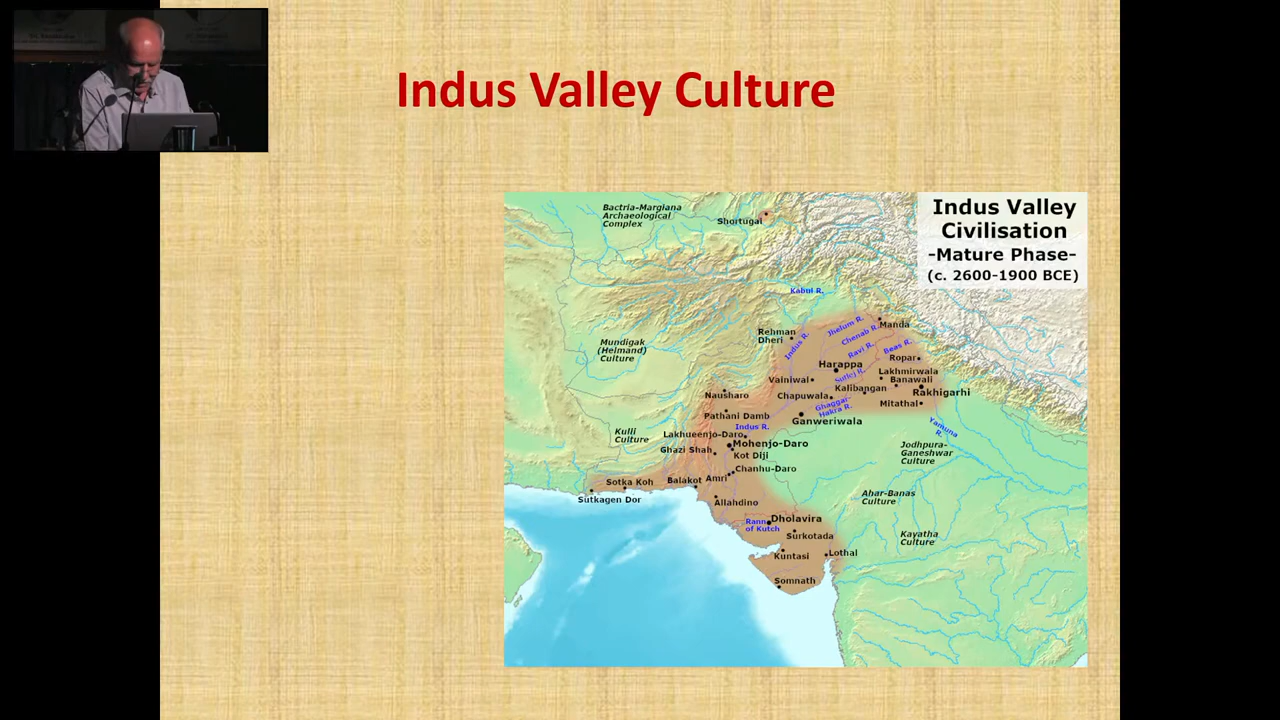 Indus Valley Culture
Indus Valley
Civilisation
-Mature Phase-
(c. 2600-1900 BCE)
Bactria-Margiana
Archaeological
Complex
Shortugai
Kabul R.
Rehman
Dheri
Indus R.
Jhelum R.
Chenab R.
Ravi R.
Beas R.
Manda
Mundigak
(Helmand)
Culture
Harappa
Sutlej R.
Ropar
Lakhmirwala
Banawali
Vainiwal
Kalibangan
Rakhigarhi
Nausharo
Chapuwala
Mitathal
Ghaggar-
Hakra R.
Pathani Damb
Ganweriwala
Indus R.
Yamuna
R.
Kulli
Culture
Lakhueenjo-Daro
Mohenjo-Daro
Ghazi Shah
Kot Diji
Jodhpura-
Ganeshwar
Culture
Chanhu-Daro
Sotka Koh
Balakot
Amri
Sutkagen Dor
Allahdino
Ahar-Banas
Culture
Rann
of Kutch
Dholavira
Surkotada
Kayatha
Culture
Kuntasi
Lothal
Somnath